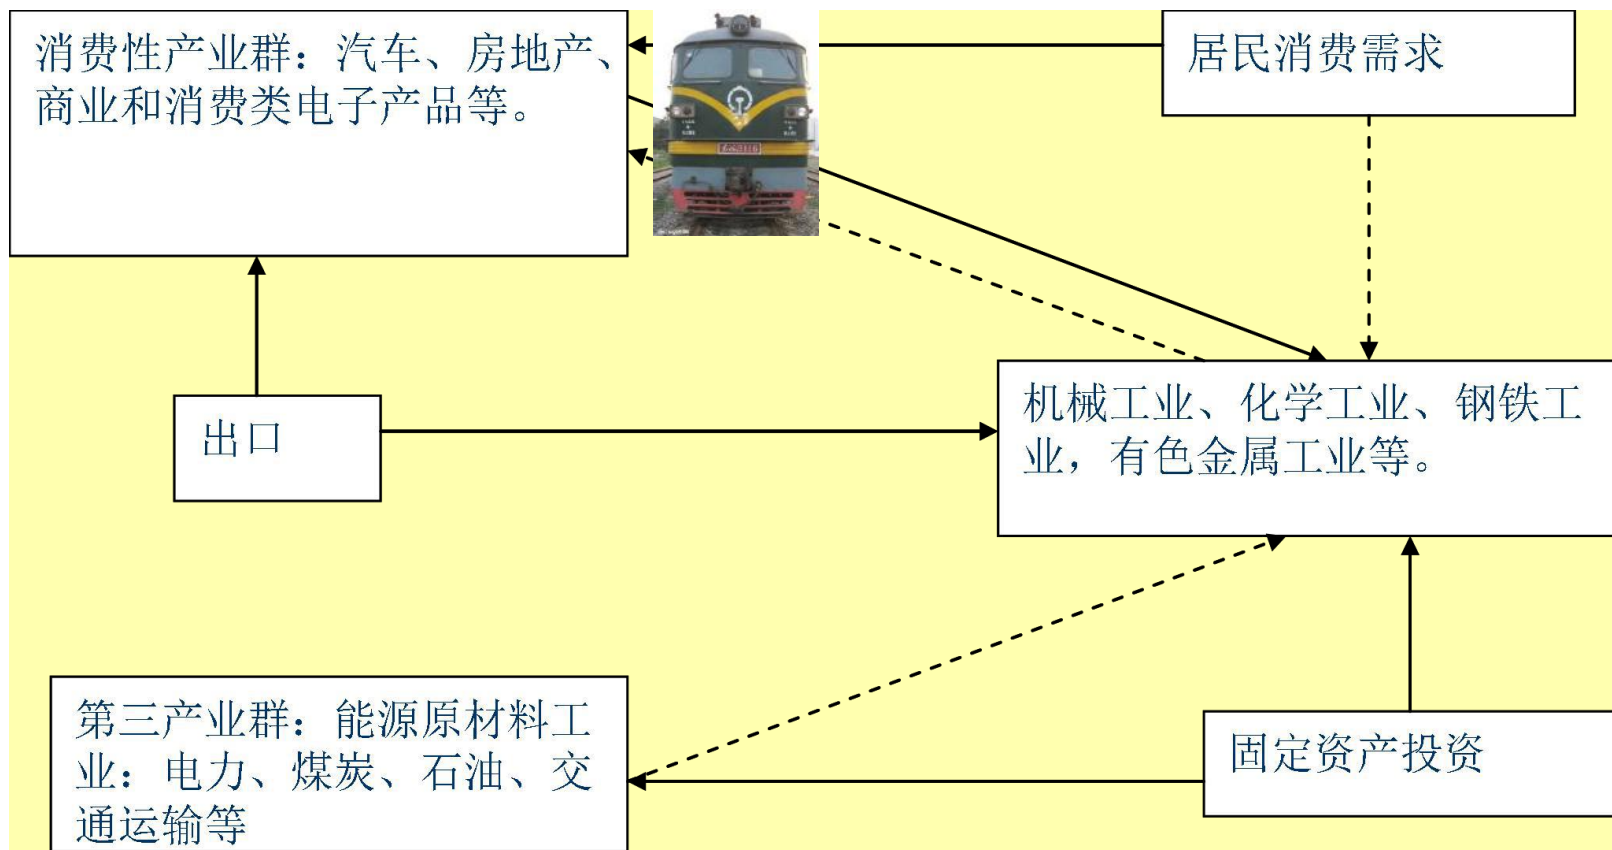 消费性产业群：汽车、房地产、
商业和消费类电子产品等。
居民消费需求
出口
机械工业、化学工业、钢铁工
业，有色金属工业等。
第三产业群：能源原材料工
业：电力、煤炭、石油、交
通运输等
固定资产投资